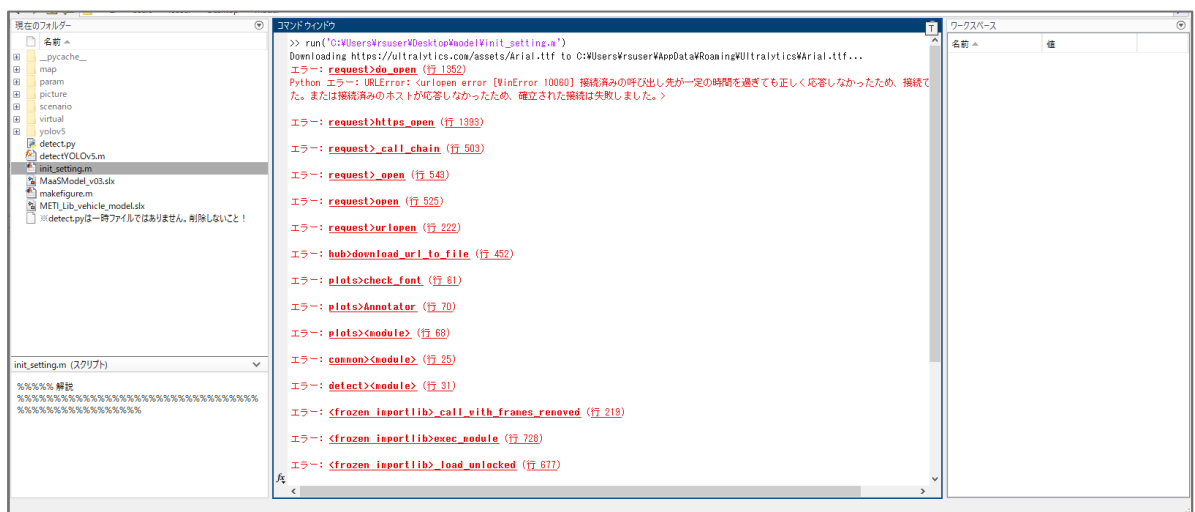 現在のフォルダー
名前
__pycache__
map
param
picture
scenario
virtual
yolov5
detect.py
detectYOLOv5.m
init_setting.m
MaaSModel_v03.slx
makefigure.m
METI_Lib_vehicle_model.slx
※detect.pyは一時ファイルではありません。削除しないこと！
init_setting.m (スクリプト)
%%%%% 解説
%%%%%%%%%%%%%%%%%%%%%%%%%%%%%%%%%
%%%%%%%%%%%%%%%%%
コマンド ウィンドウ
>> run('C:\Users\rsuser\Desktop\model\init_setting.m')
Downloading https://ultralytics.com/assets/Arial.ttf to C:\Users\rsuser\AppData\Roaming\Ultralytics\Arial.ttf...
エラー: request>do_open (行 1352)
Python エラー: URLError: <urlopen error [WinError 10060] 接続済みの呼び出し先が一定の時間を過ぎても正しく応答しなかったため、接続で
た。または接続済みのホストが応答しなかったため、確立された接続は失敗しました。>
エラー: request>https_open (行 1393)
エラー: request>_call_chain (行 503)
エラー: request>_open (行 543)
エラー: request>open (行 525)
エラー: request>urlopen (行 222)
エラー: hub>download_url_to_file (行 452)
エラー: plots>check_font (行 61)
エラー: plots>Annotator (行 70)
エラー: plots><module> (行 68)
エラー: common><module> (行 25)
エラー: detect><module> (行 31)
エラー: <frozen importlib>_call_with_frames_removed (行 219)
エラー: <frozen importlib>exec_module (行 728)
エラー: <frozen importlib>_load_unlocked (行 677)
fx
T
ワークスペース
名前
値